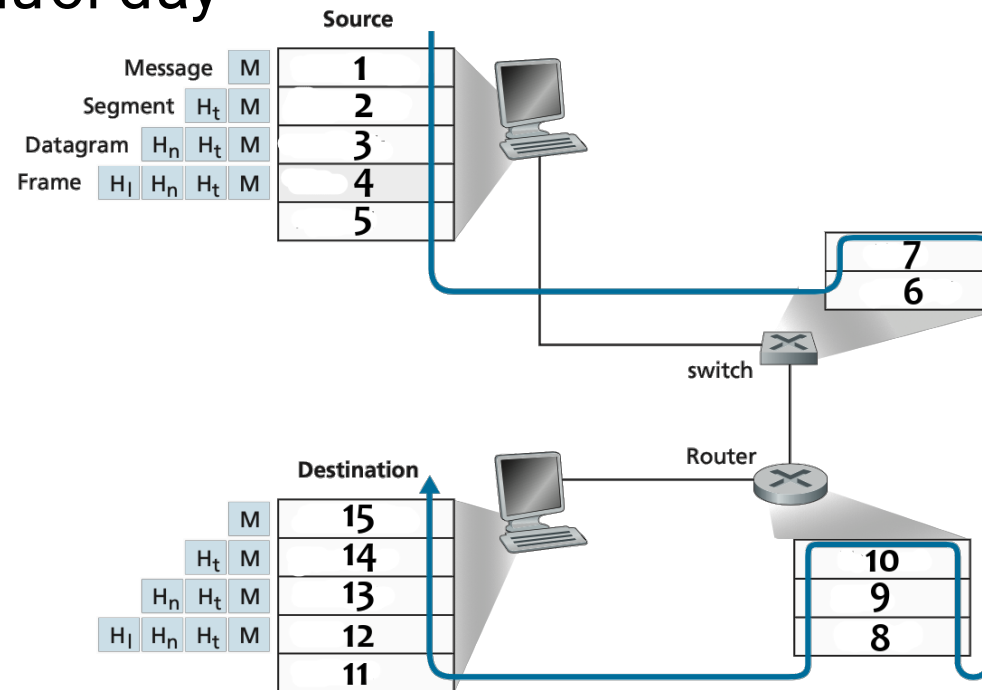 Source
Message M 1
Segment Ht M 2
Datagram Hn Ht M 3
Frame Hl Hn Ht M 4
5
7
6
switch
Router
Destination
M 15
Ht M 14
Hn Ht M 13
Hl Hn Ht M 12
11
10
9
8